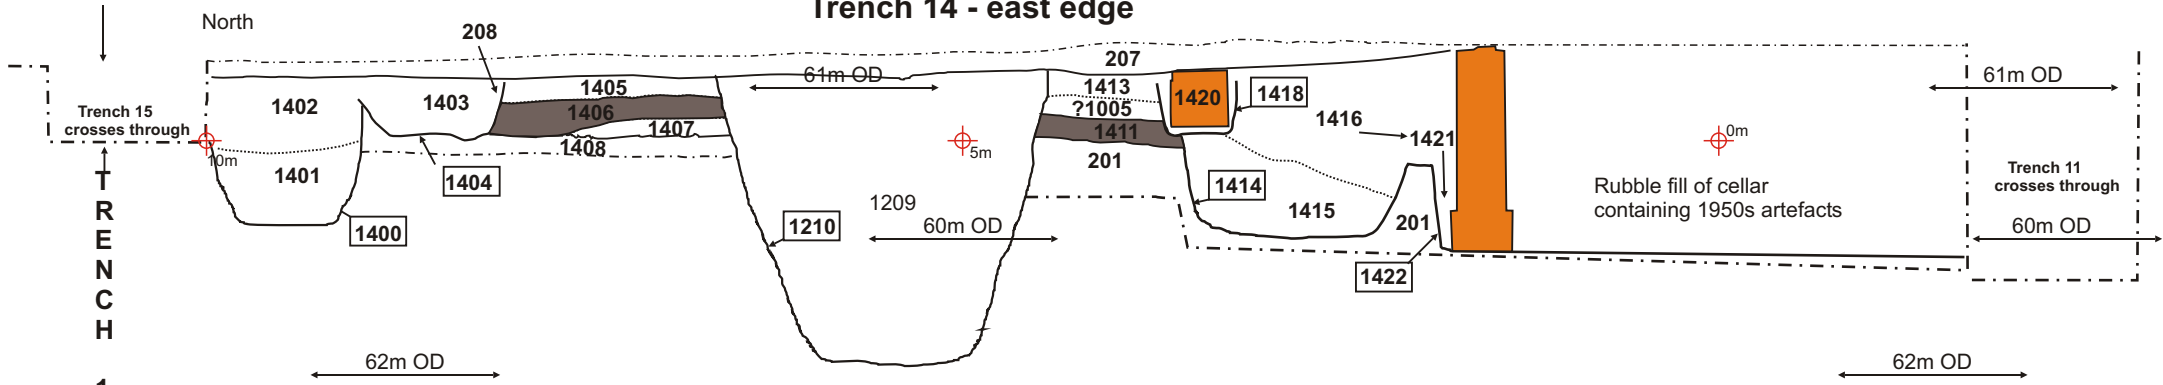 Trench 14 - east edge
North
208
207
61m OD
61m OD
1405
1402
1403
1406
1413
?1005
1420
1418
Trench 15
crosses through
1407
1411
1416
1421
0m
10m
5m
1408
201
1401
1404
1414
Trench 11
crosses through
Rubble fill of cellar
containing 1950s artefacts
T
R
E
N
C
H
1
1209
1415
201
1400
1210
60m OD
60m OD
1422
62m OD
62m OD